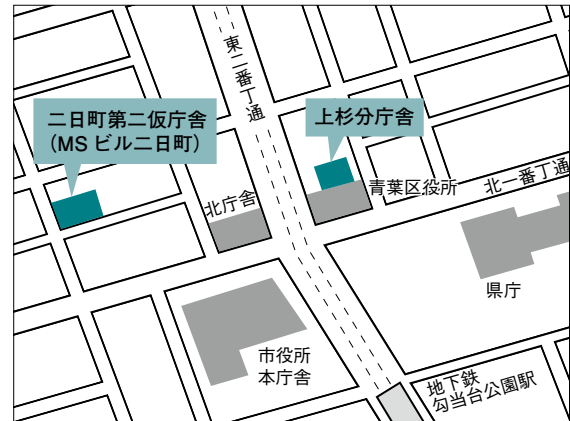 東二番丁通
二日町第二仮庁舎
(MSビル二日町)
上杉分庁舎
青葉区役所
北一番丁通
北庁舎
県庁
市役所
本庁舎
地下鉄
勾当台公園駅